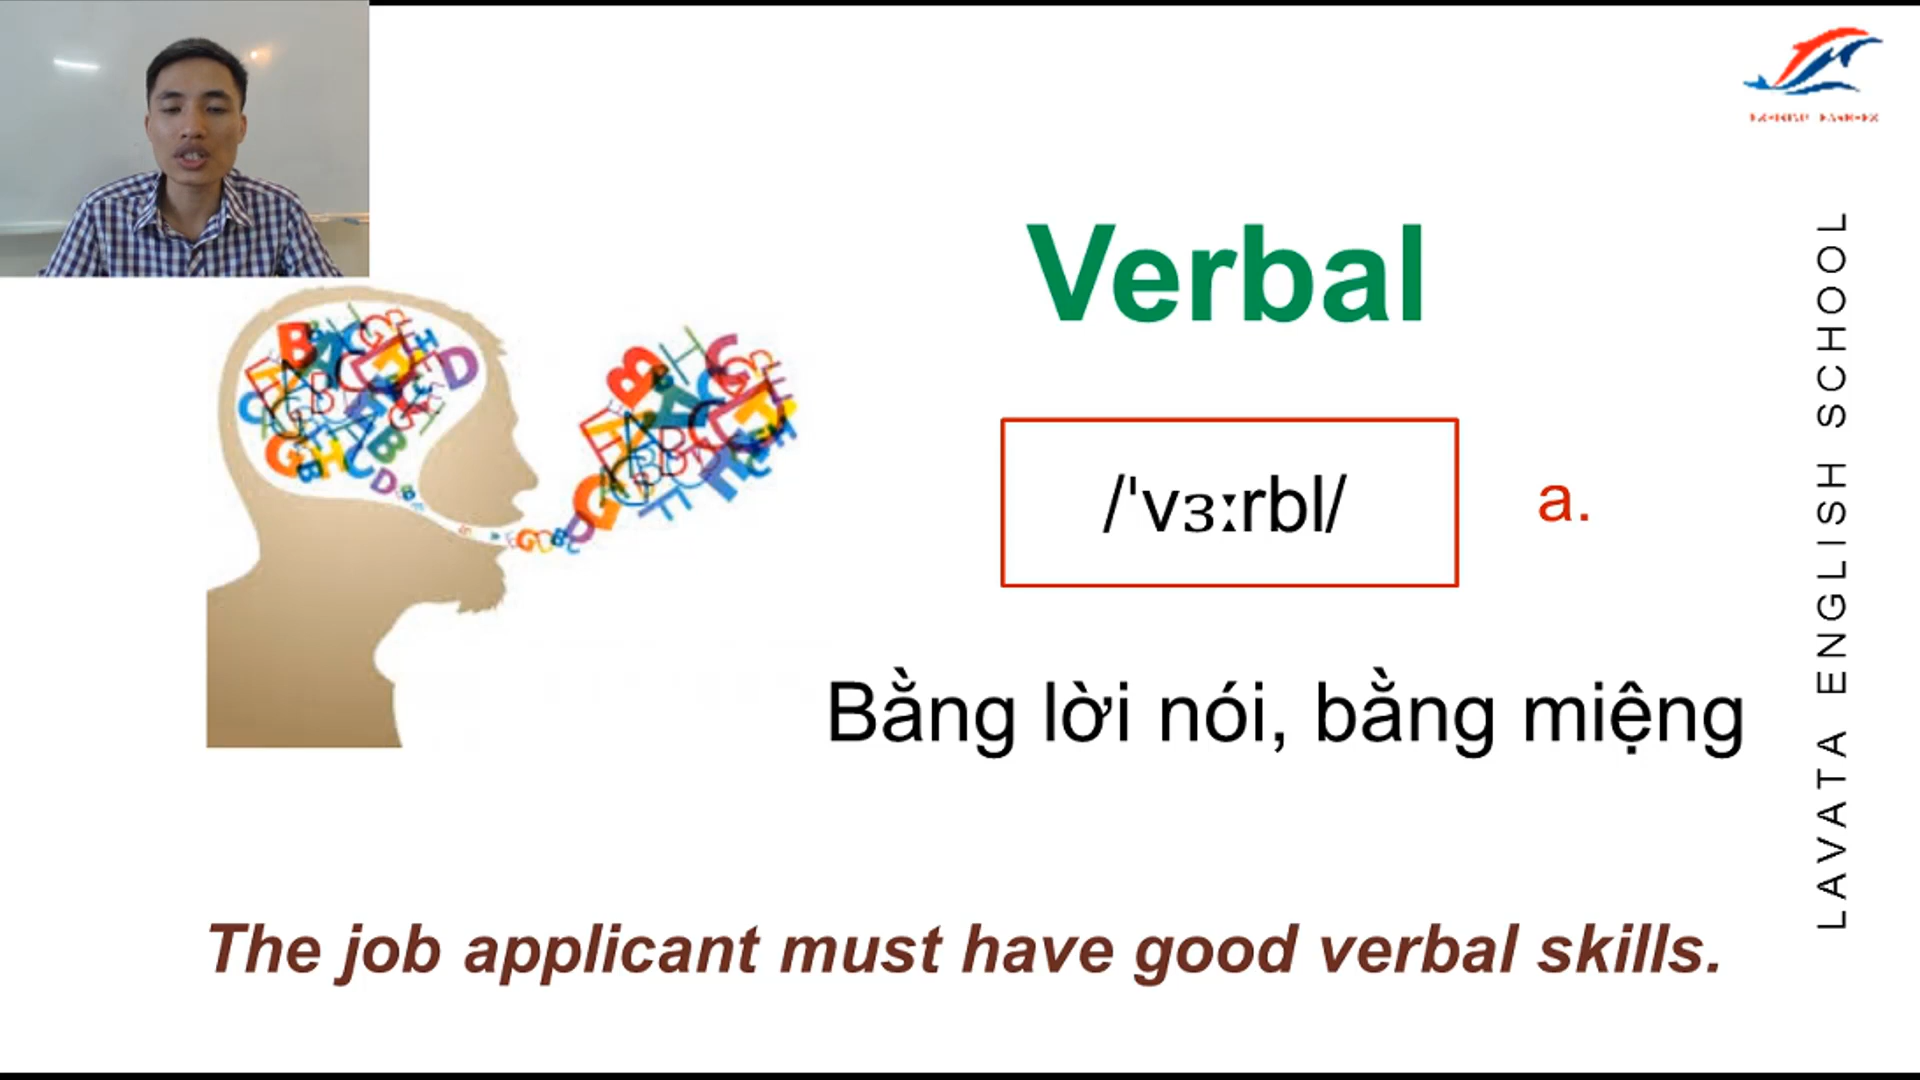 Verbal
/ˈvɜːrbl/
a.
Bằng lời nói, bằng miệng
The job applicant must have good verbal skills.
LAVATA ENGLISH SCHOOL